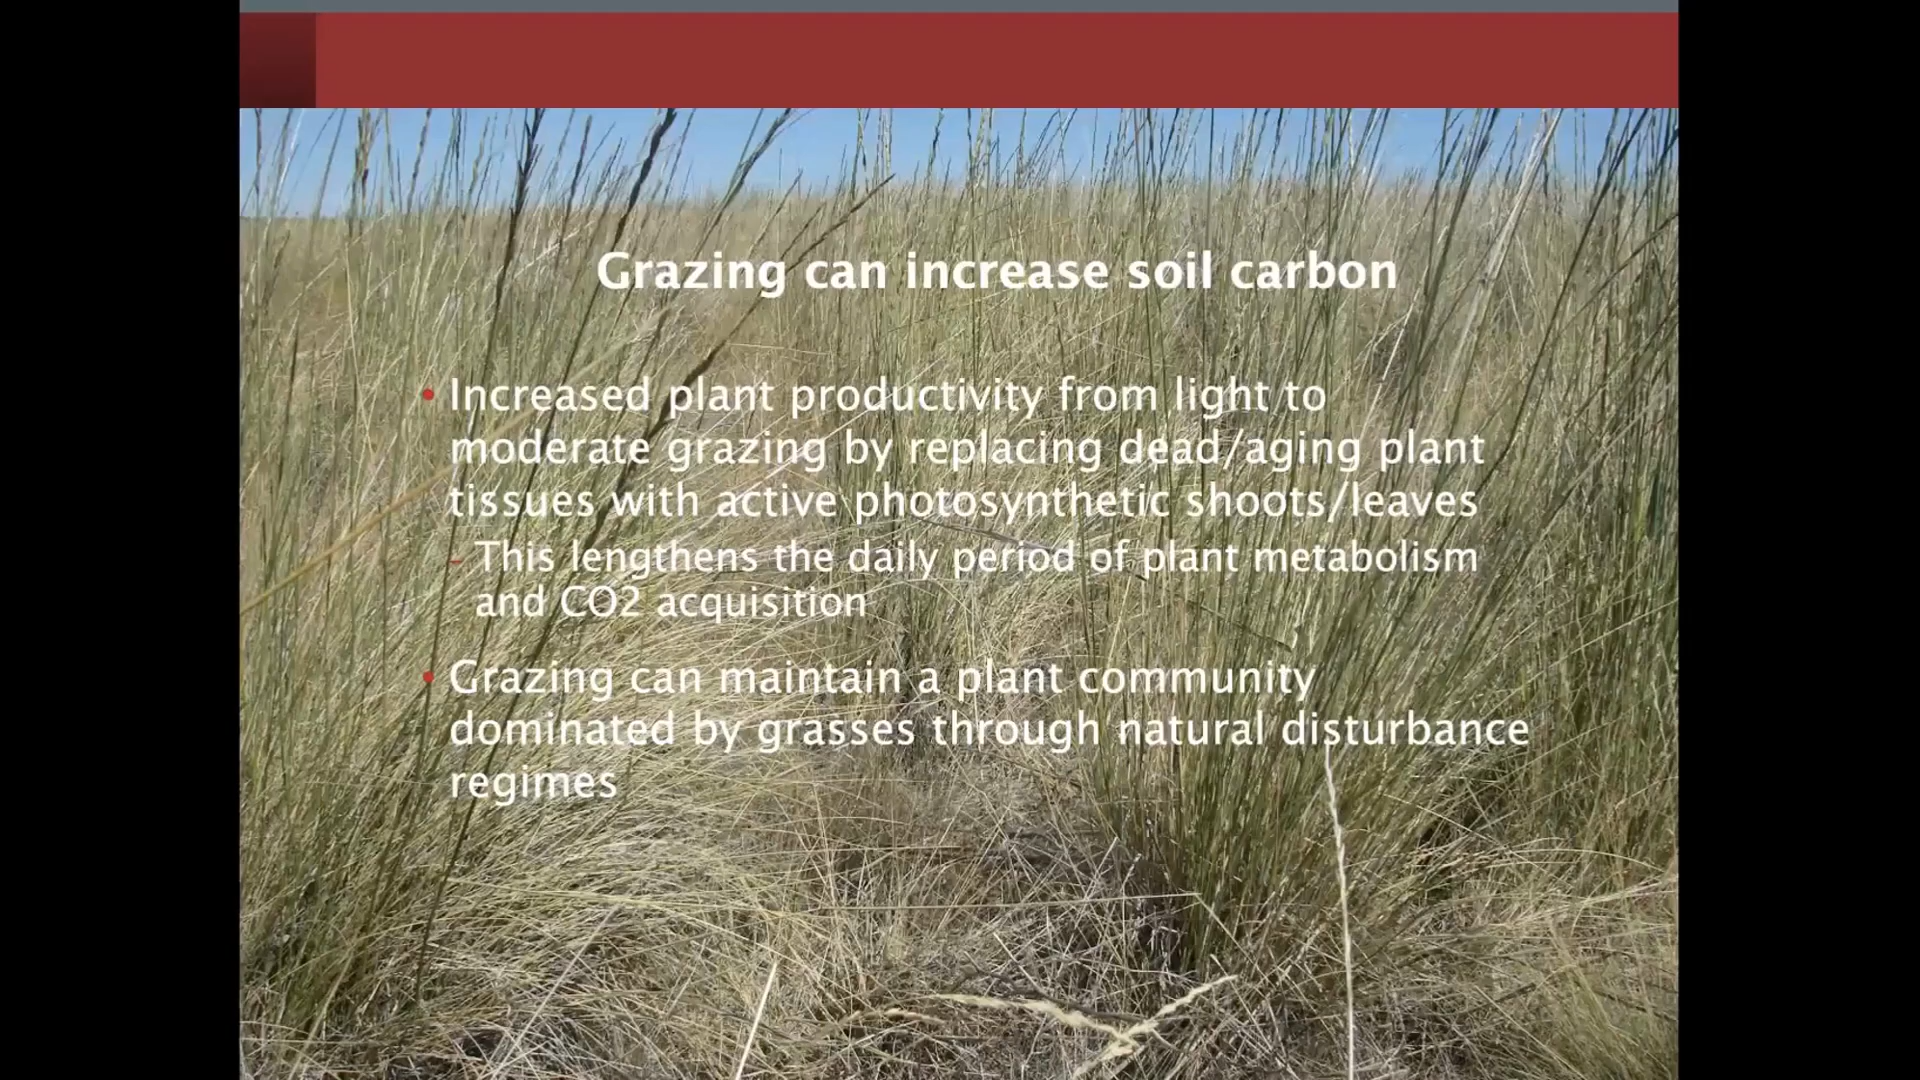 Grazing can increase soil carbon
• Increased plant productivity from light to
moderate grazing by replacing dead/aging plant
tissues with active photosynthetic shoots/leaves
– This lengthens the daily period of plant metabolism
and CO2 acquisition
• Grazing can maintain a plant community
dominated by grasses through natural disturbance
regimes